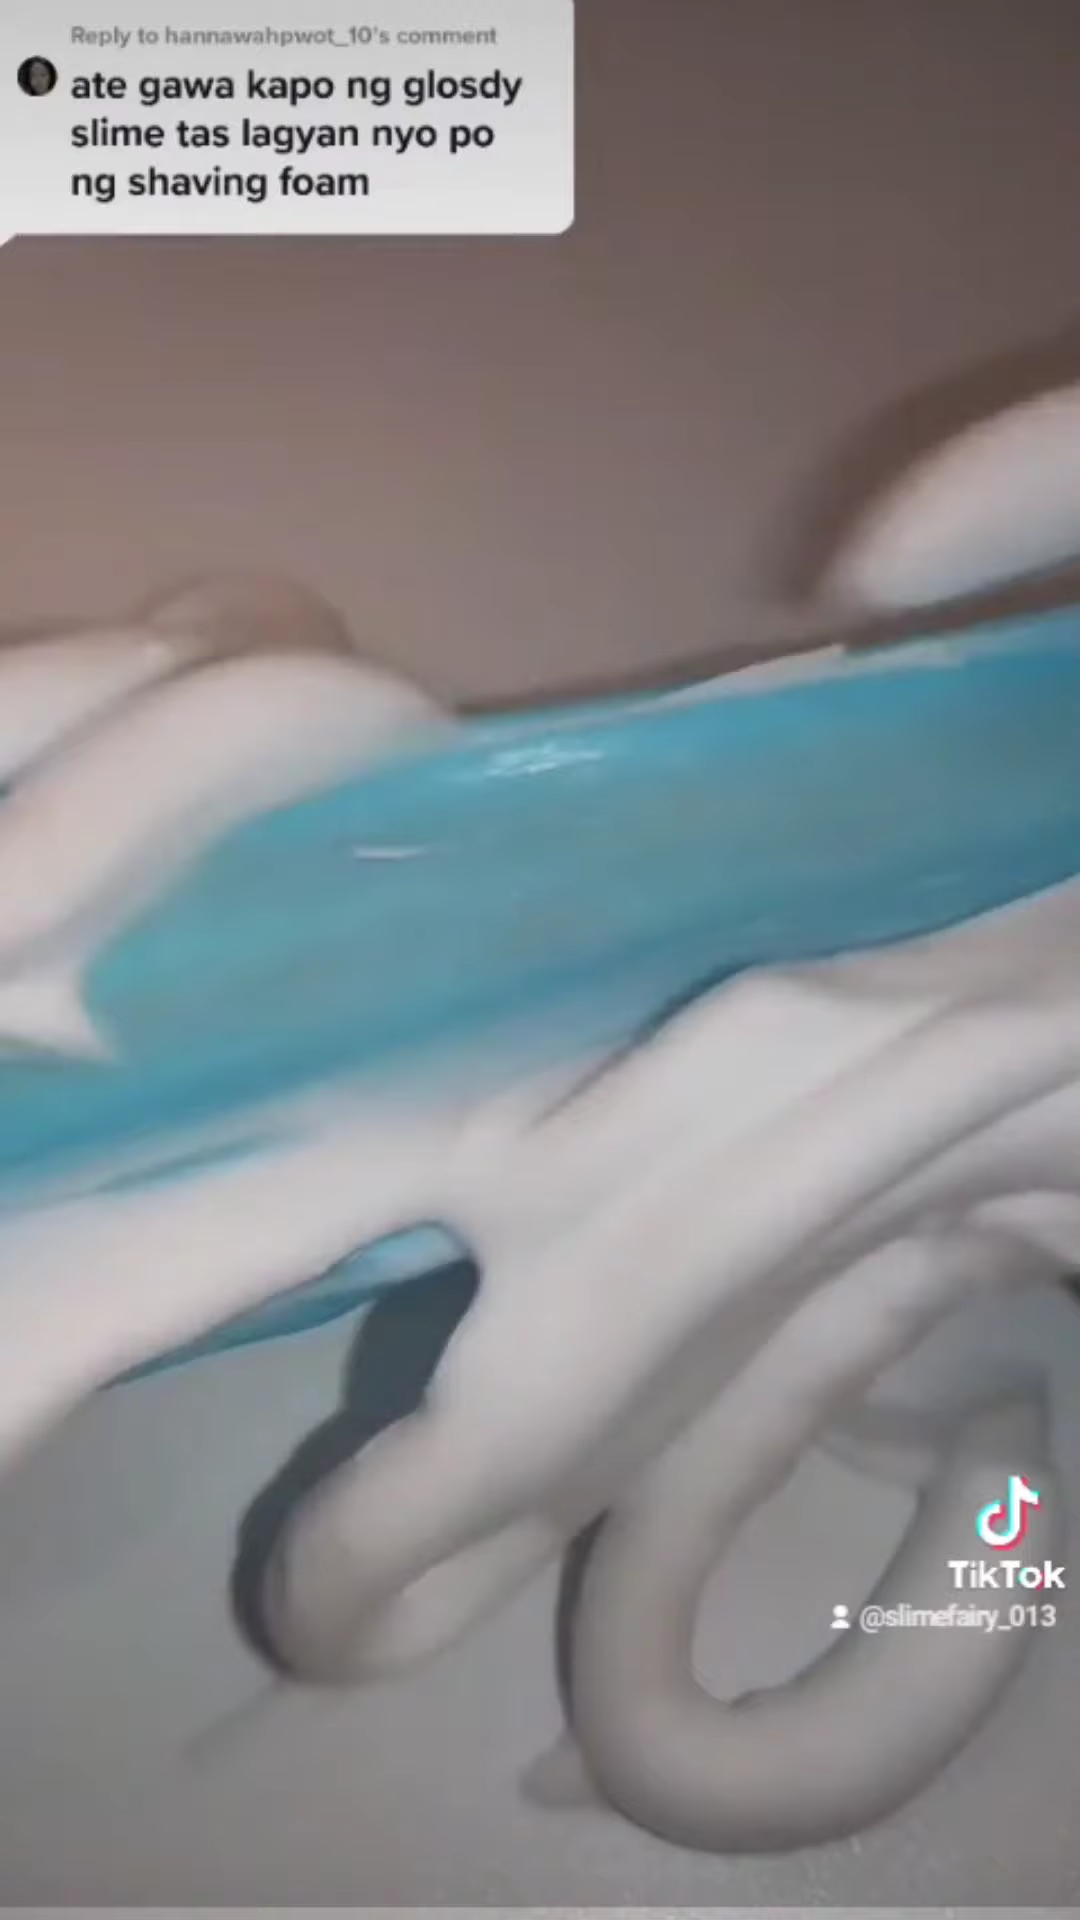 Reply to hannawahpwot_10's comment
ate gawa kapo ng glosdy
slime tas lagyan nyo po
ng shaving foam
TikTok
@slimefairy_013